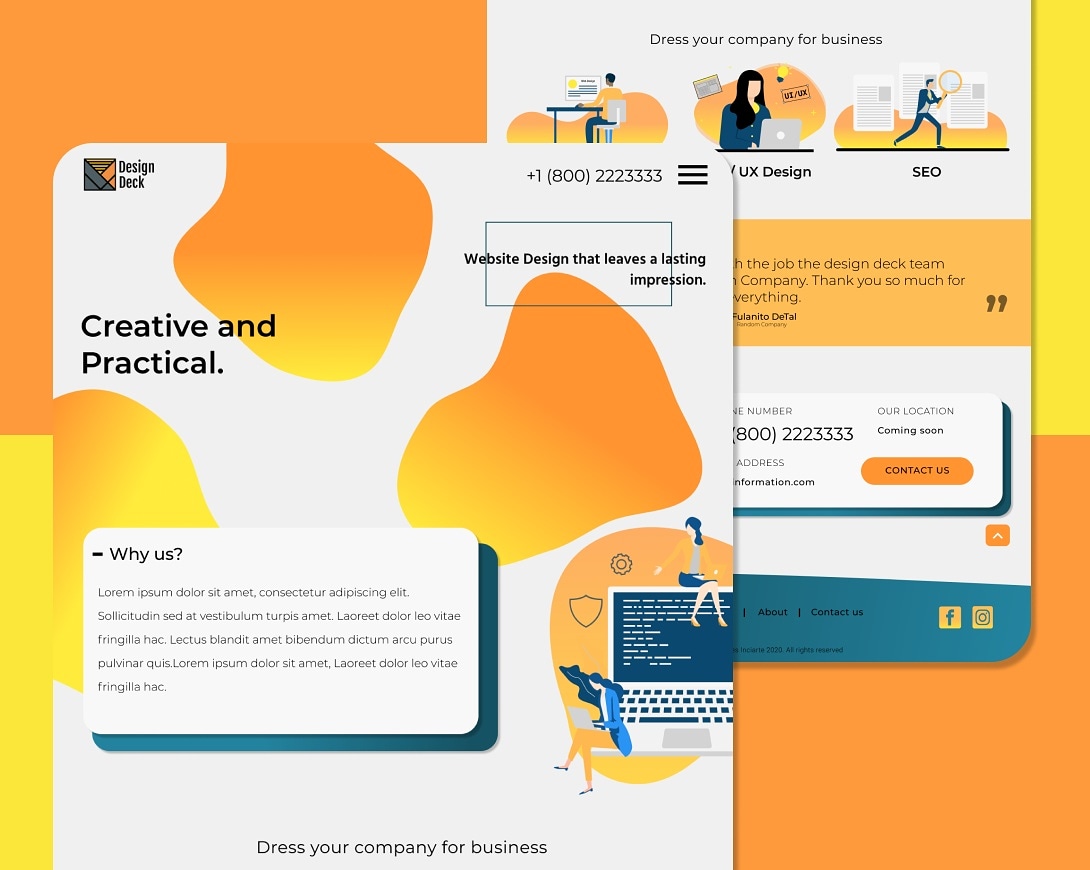 Dress your company for business
UI/UX
/ UX Design
SEO
Design
Deck
+1 (800) 2223333
Website Design that leaves a lasting
impression.
Creative and
Practical.
h the job the design deck team
Company. Thank you so much for
everything.
Fulanito DeTal
Random Company
”
NE NUMBER
(800) 2223333
OUR LOCATION
Coming soon
ADDRESS
information.com
CONTACT US
Why us?
Lorem ipsum dolor sit amet, consectetur adipiscing elit.
Sollicitudin sed at vestibulum turpis amet. Laoreet dolor leo vitae
fringilla hac. Lectus blandit amet bibendum dictum arcu purus
pulvinar quis.Lorem ipsum dolor sit amet, Laoreet dolor leo vitae
fringilla hac.
| About | Contact us
Inciarte 2020. All rights reserved
Dress your company for business